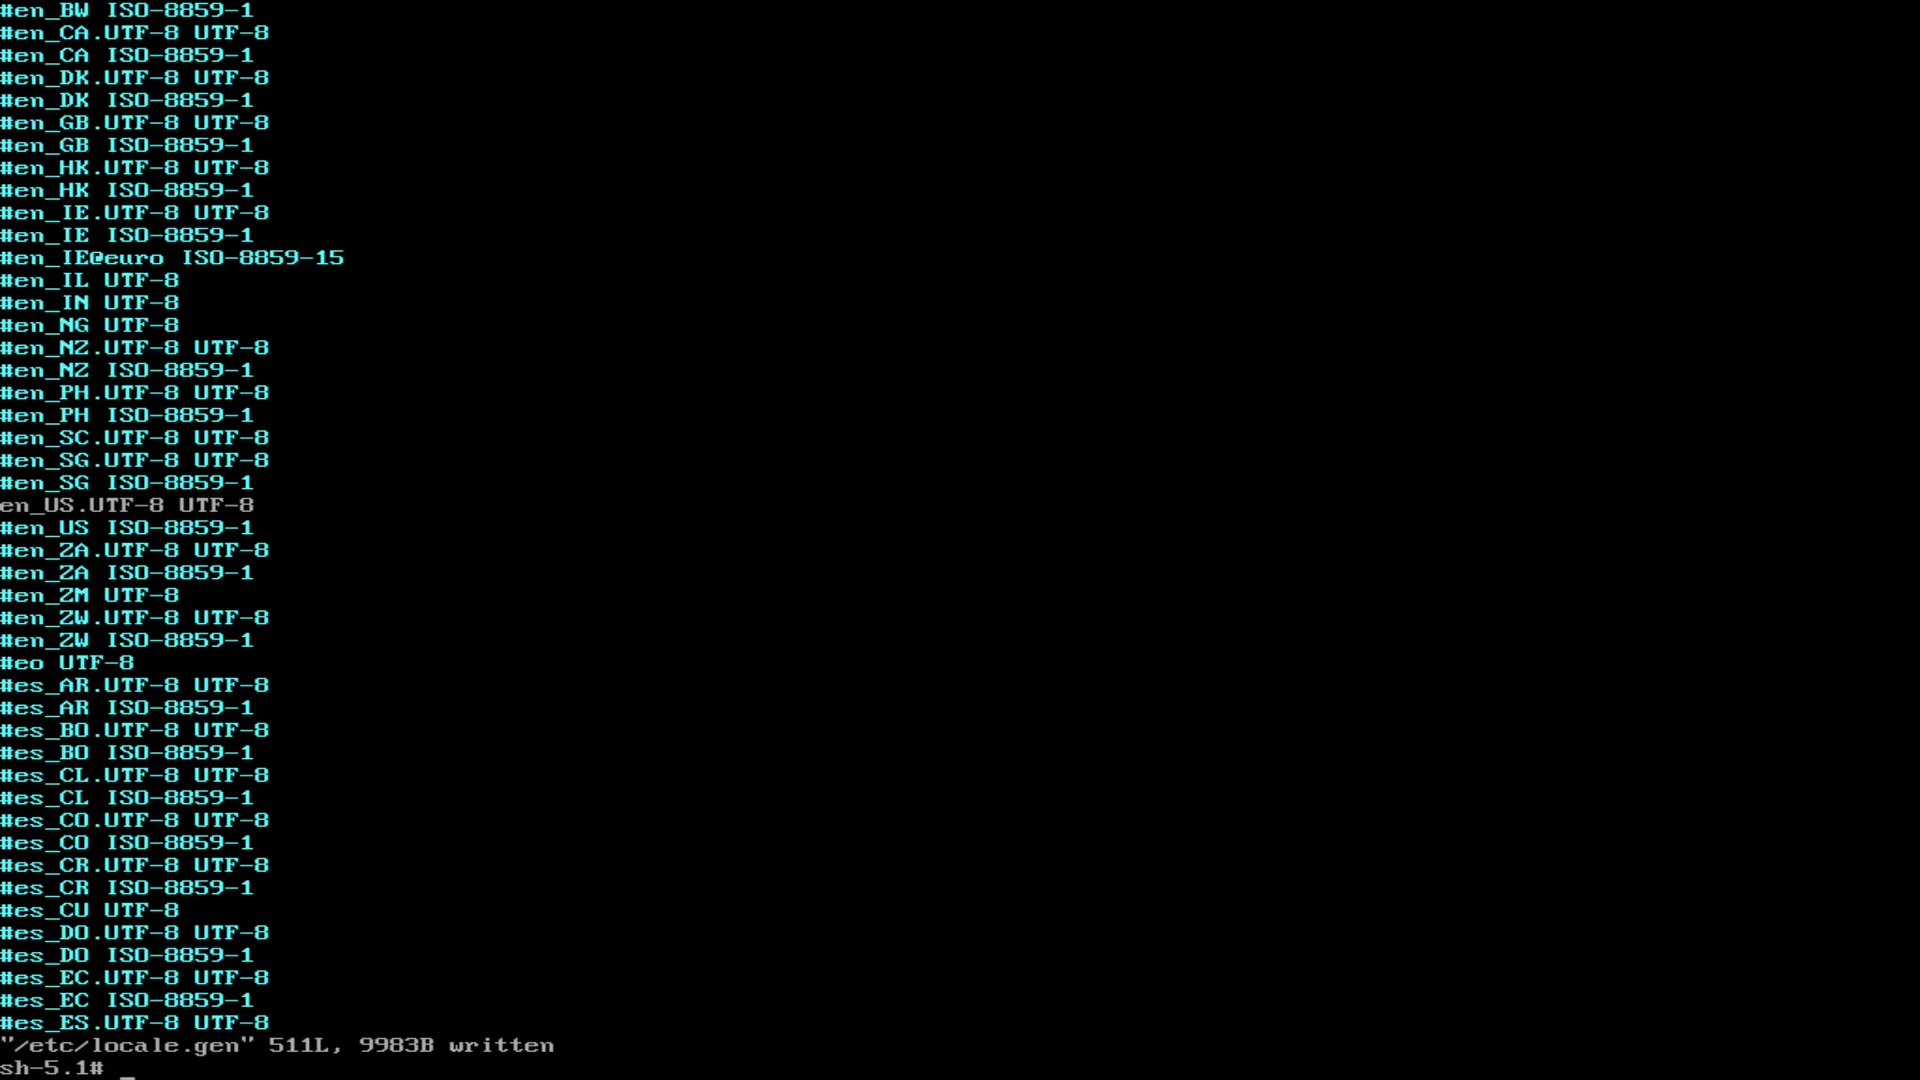 #en_BW ISO-8859-1
#en_CA.UTF-8 UTF-8
#en_CA ISO-8859-1
#en_DK.UTF-8 UTF-8
#en_DK ISO-8859-1
#en_GB.UTF-8 UTF-8
#en_GB ISO-8859-1
#en_HK.UTF-8 UTF-8
#en_HK ISO-8859-1
#en_IE.UTF-8 UTF-8
#en_IE ISO-8859-1
#en_IE@euro ISO-8859-15
#en_IL UTF-8
#en_IN UTF-8
#en_NG UTF-8
#en_NZ.UTF-8 UTF-8
#en_NZ ISO-8859-1
#en_PH.UTF-8 UTF-8
#en_PH ISO-8859-1
#en_SC.UTF-8 UTF-8
#en_SG.UTF-8 UTF-8
#en_SG ISO-8859-1
en_US.UTF-8 UTF-8
#en_US ISO-8859-1
#en_ZA.UTF-8 UTF-8
#en_ZA ISO-8859-1
#en_ZM UTF-8
#en_ZW.UTF-8 UTF-8
#en_ZW ISO-8859-1
#eo UTF-8
#es_AR.UTF-8 UTF-8
#es_AR ISO-8859-1
#es_BO.UTF-8 UTF-8
#es_BO ISO-8859-1
#es_CL.UTF-8 UTF-8
#es_CL ISO-8859-1
#es_CO.UTF-8 UTF-8
#es_CO ISO-8859-1
#es_CR.UTF-8 UTF-8
#es_CR ISO-8859-1
#es_CU UTF-8
#es_DO.UTF-8 UTF-8
#es_DO ISO-8859-1
#es_EC.UTF-8 UTF-8
#es_EC ISO-8859-1
#es_ES.UTF-8 UTF-8
"/etc/locale.gen" 511L, 9983B written
sh-5.1# _